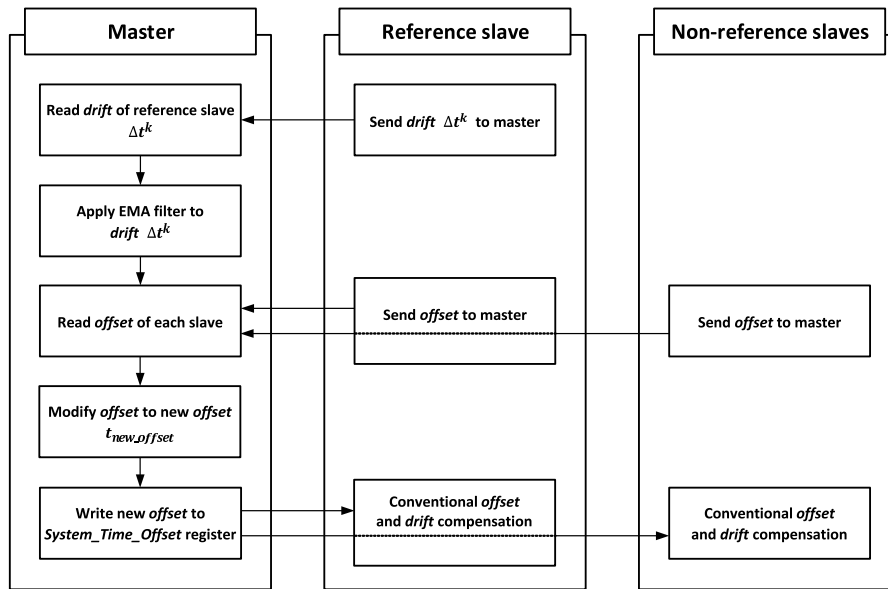 Master
Reference slave
Non-reference slaves
Read drift of reference slave
Δt^k
Send drift Δt^k to master
Apply EMA filter to
drift Δt^k
Read offset of each slave
Send offset to master
Send offset to master
Modify offset to new offset
t_new_offset
Write new offset to
System_Time_Offset register
Conventional offset
and drift compensation
Conventional offset
and drift compensation